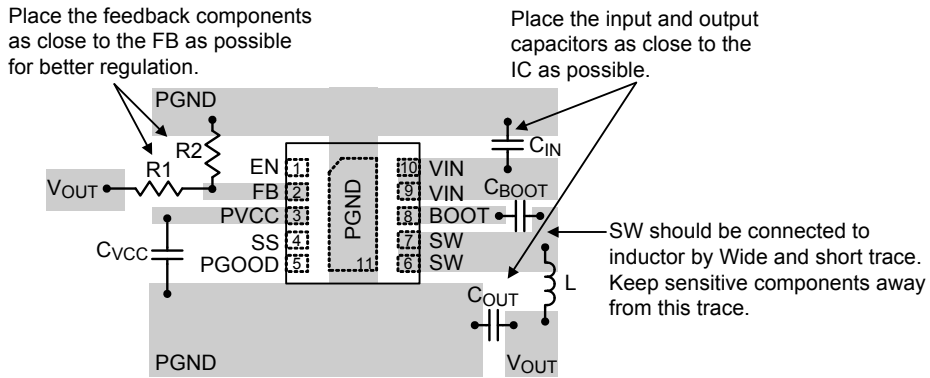 Place the feedback components
as close to the FB as possible
for better regulation.
Place the input and output
capacitors as close to the
IC as possible.
PGND
R2
R1
VOUT
CIN
EN 1
FB 2
PVCC 3
SS 4
PGOOD 5
PGND
11
10 VIN
9 VIN
8 BOOT
7 SW
6 SW
CBOOT
CVCC
SW should be connected to
inductor by Wide and short trace.
Keep sensitive components away
from this trace.
L
COUT
PGND
VOUT